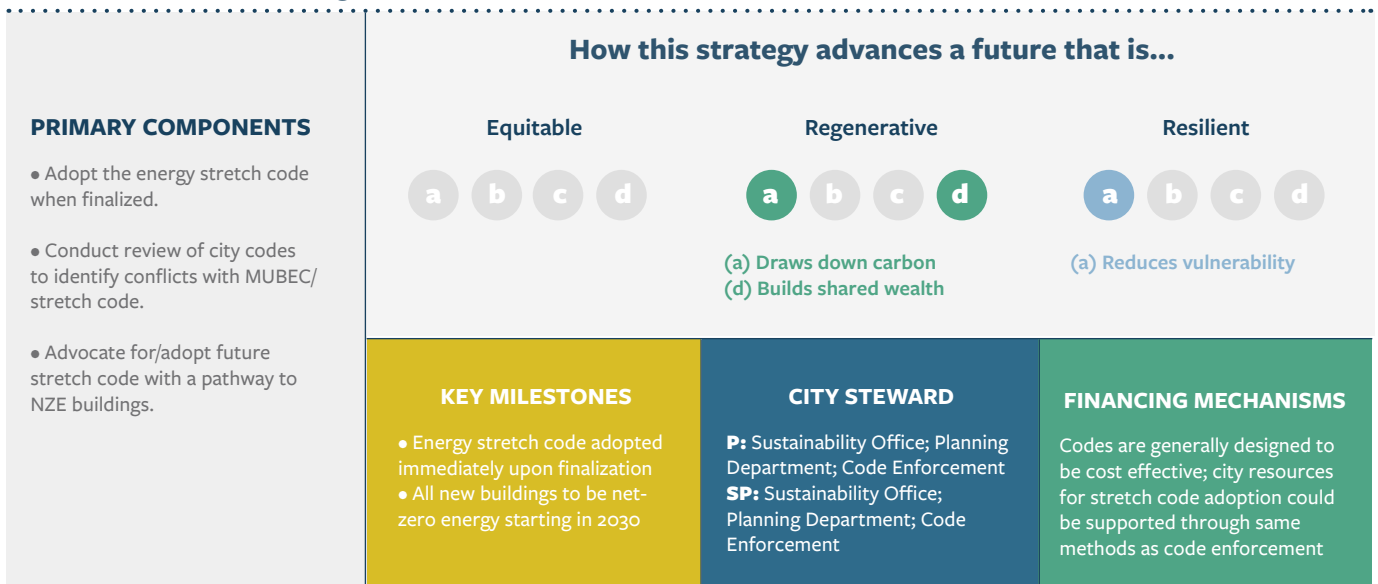 How this strategy advances a future that is...
PRIMARY COMPONENTS
• Adopt the energy stretch code
when finalized.
• Conduct review of city codes
to identify conflicts with MUBEC/
stretch code.
• Advocate for/adopt future
stretch code with a pathway to
NZE buildings.
Equitable
a b c d
Regenerative
a b c d
(a) Draws down carbon
(d) Builds shared wealth
Resilient
a b c d
(a) Reduces vulnerability
KEY MILESTONES
• Energy stretch code adopted
immediately upon finalization
• All new buildings to be net-
zero energy starting in 2030
CITY STEWARD
P: Sustainability Office; Planning
Department; Code Enforcement
SP: Sustainability Office;
Planning Department; Code
Enforcement
FINANCING MECHANISMS
Codes are generally designed to
be cost effective; city resources
for stretch code adoption could
be supported through same
methods as code enforcement